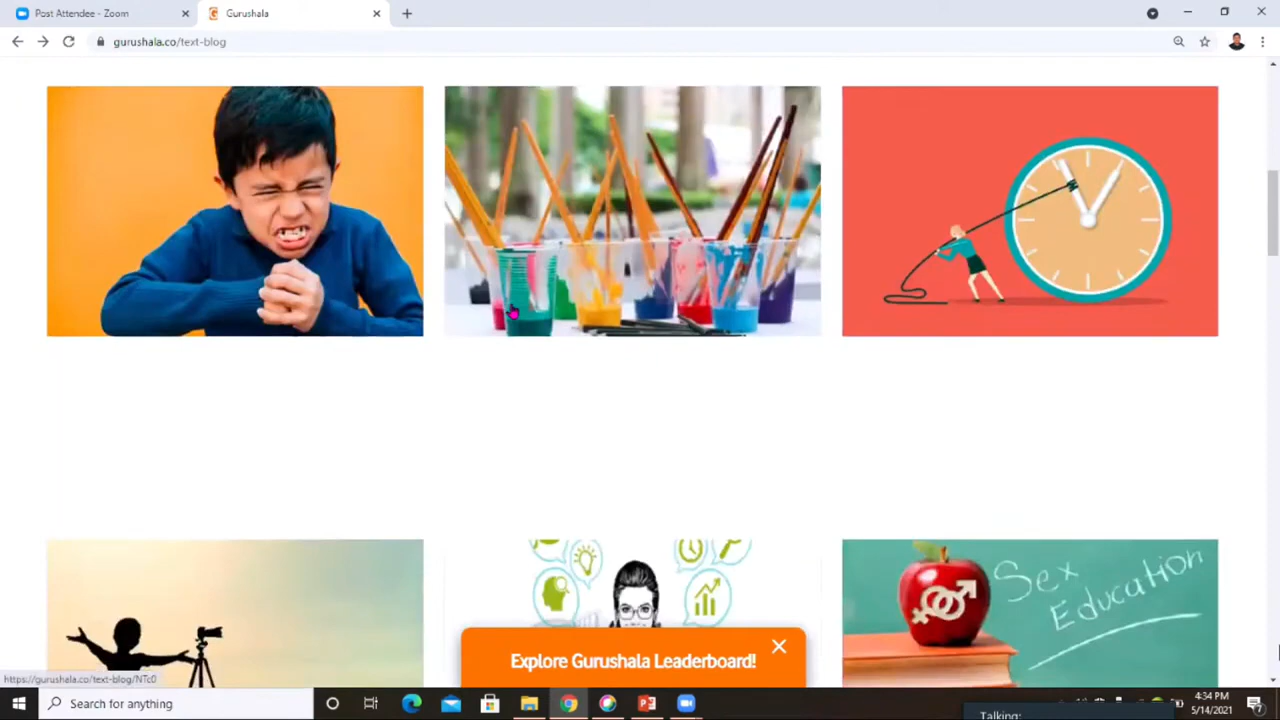 Post Attendee - Zoom
Gurushala
gurushala.co/text-blog
Sex
Education
Explore Gurushala Leaderboard!
https://gurushala.co/text-blog/NTc0
Search for anything
4:34 PM
5/14/2021
Talking: